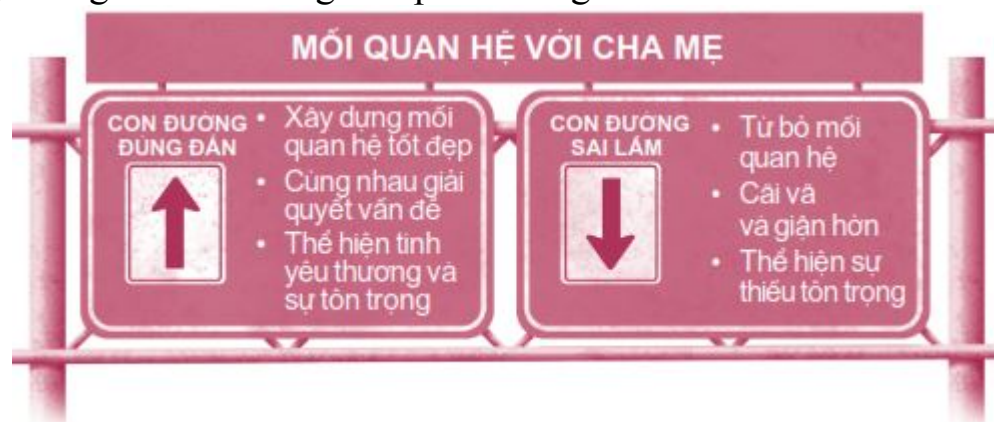 MỐI QUAN HỆ VỚI CHA MẸ
CON ĐƯỜNG
ĐÚNG ĐẮN
• Xây dựng mối
quan hệ tốt đẹp
• Cùng nhau giải
quyết vấn đề
• Thể hiện tình
yêu thương và
sự tôn trọng
CON ĐƯỜNG
SAI LẦM
• Từ bỏ mối
quan hệ
• Cãi vã
và giận hờn
• Thể hiện sự
thiếu tôn trọng